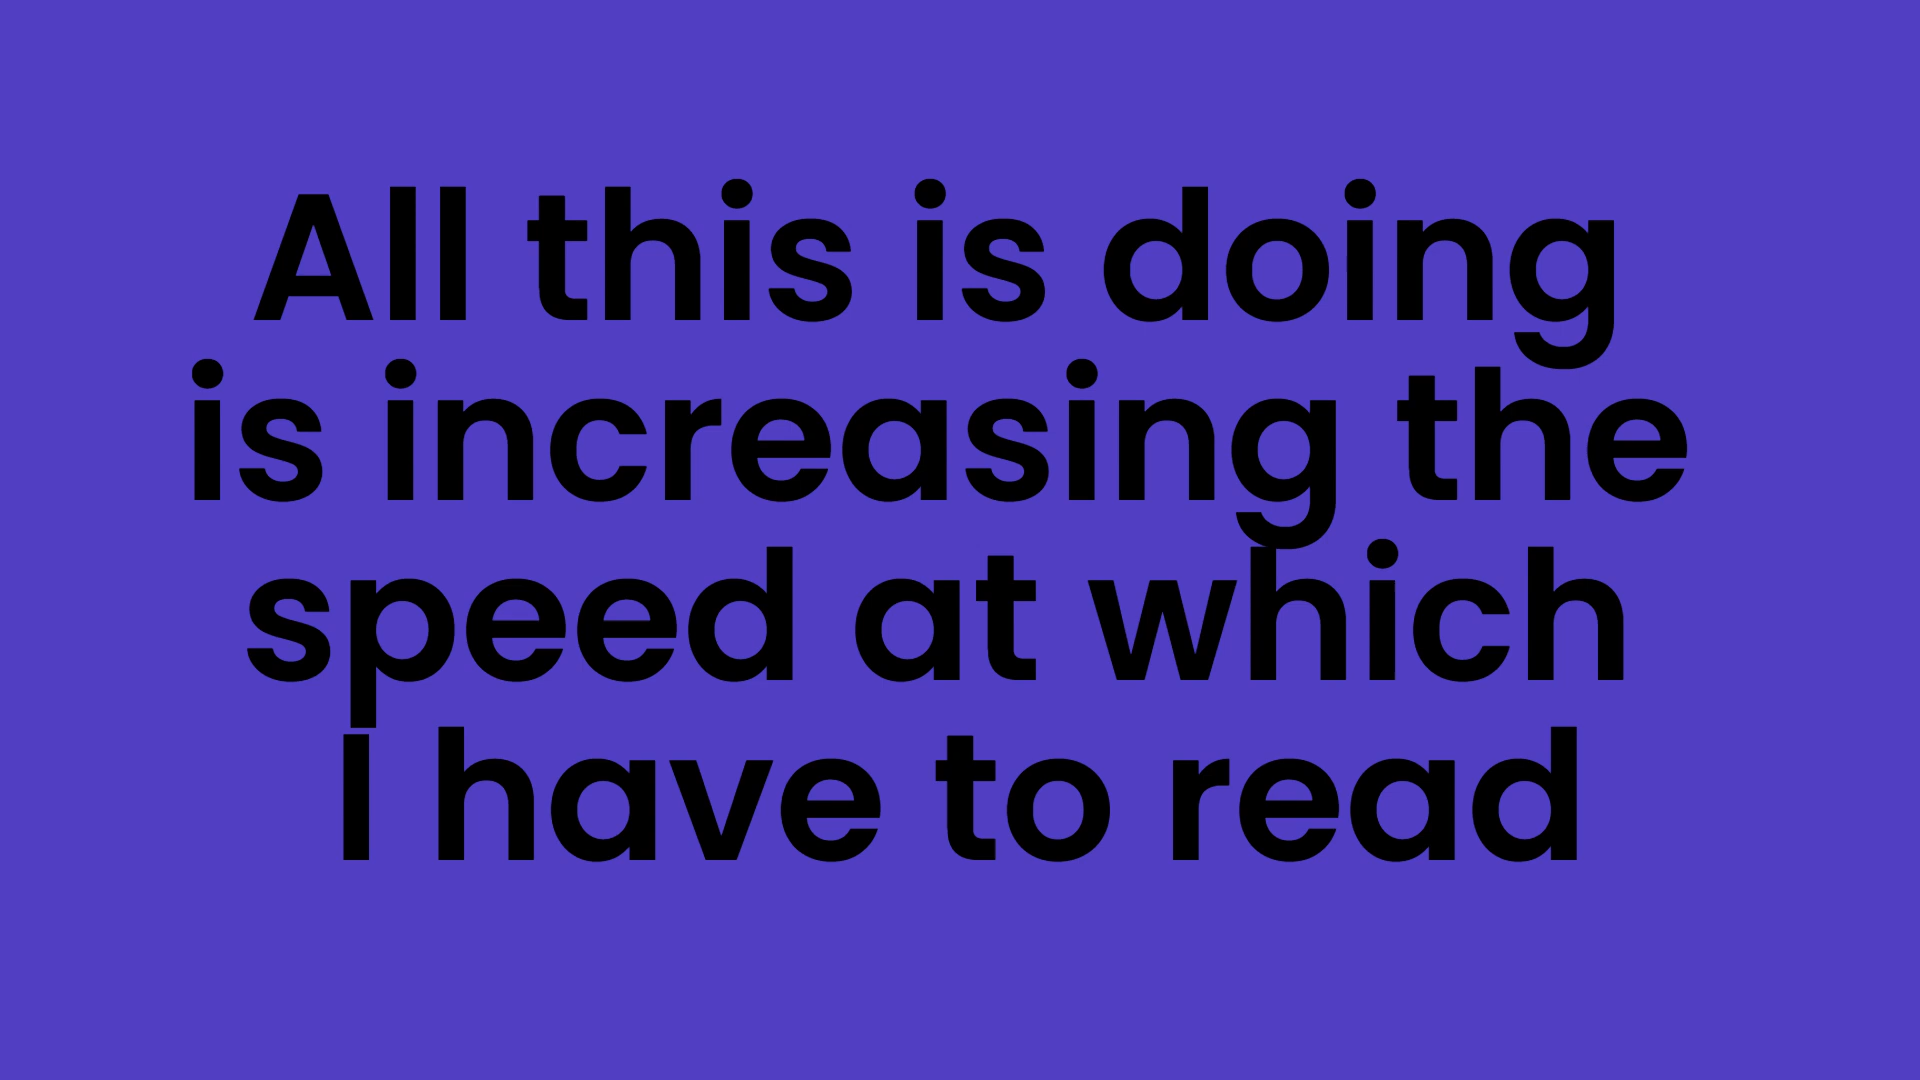 All this is doing
is increasing the
speed at which
I have to read